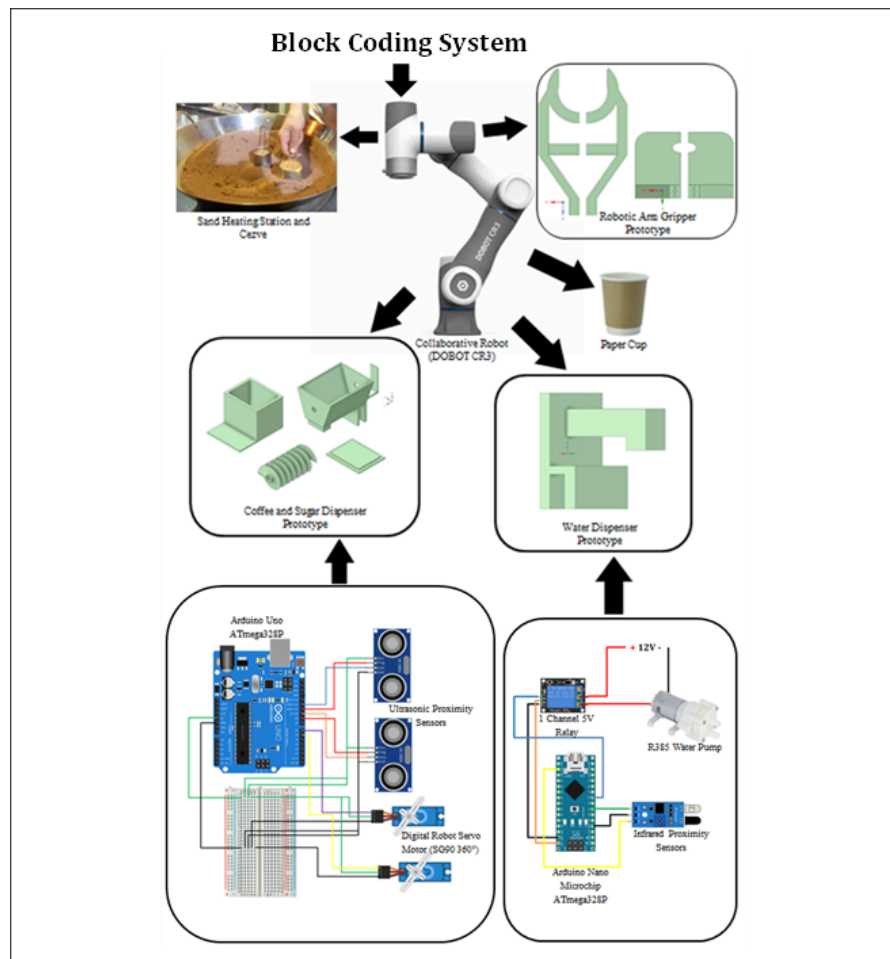 Block Coding System
Sand Heating Station and
Cezve
DOBOT CR3
Robotic Arm Gripper
Prototype
Collaborative Robot
(DOBOT CR3)
Paper Cup
Coffee and Sugar Dispenser
Prototype
Water Dispenser
Prototype
Arduino Uno
ATmega328P
Ultrasonic Proximity
Sensors
Digital Robot Servo
Motor (SG90 360°)
+ 12V -
1 Channel 5V
Relay
R385 Water Pump
Infrared Proximity
Sensors
Arduino Nano
Microchip
ATmega328P